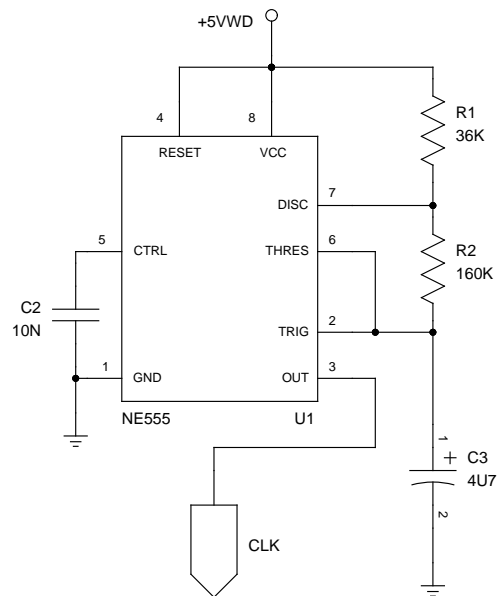 +5VWD
4
8
R1
36K
RESET
VCC
7
DISC
5
6
CTRL
THRES
R2
160K
C2
10N
2
TRIG
1
3
GND
OUT
NE555
U1
1
+
C3
4U7
2
CLK